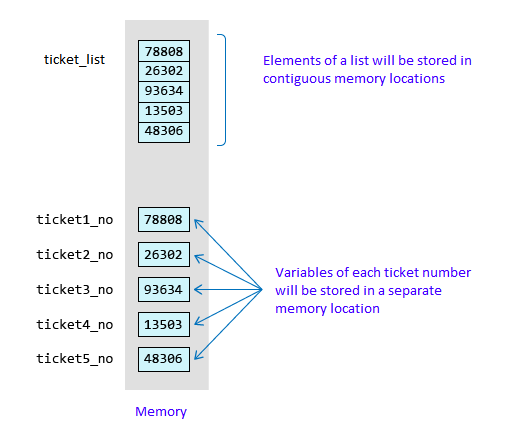 ticket_list
78808
26302
93634
13503
48306
Elements of a list will be stored in
contiguous memory locations
ticket1_no
78808
ticket2_no
26302
ticket3_no
93634
ticket4_no
13503
ticket5_no
48306
Variables of each ticket number
will be stored in a separate
memory location
Memory